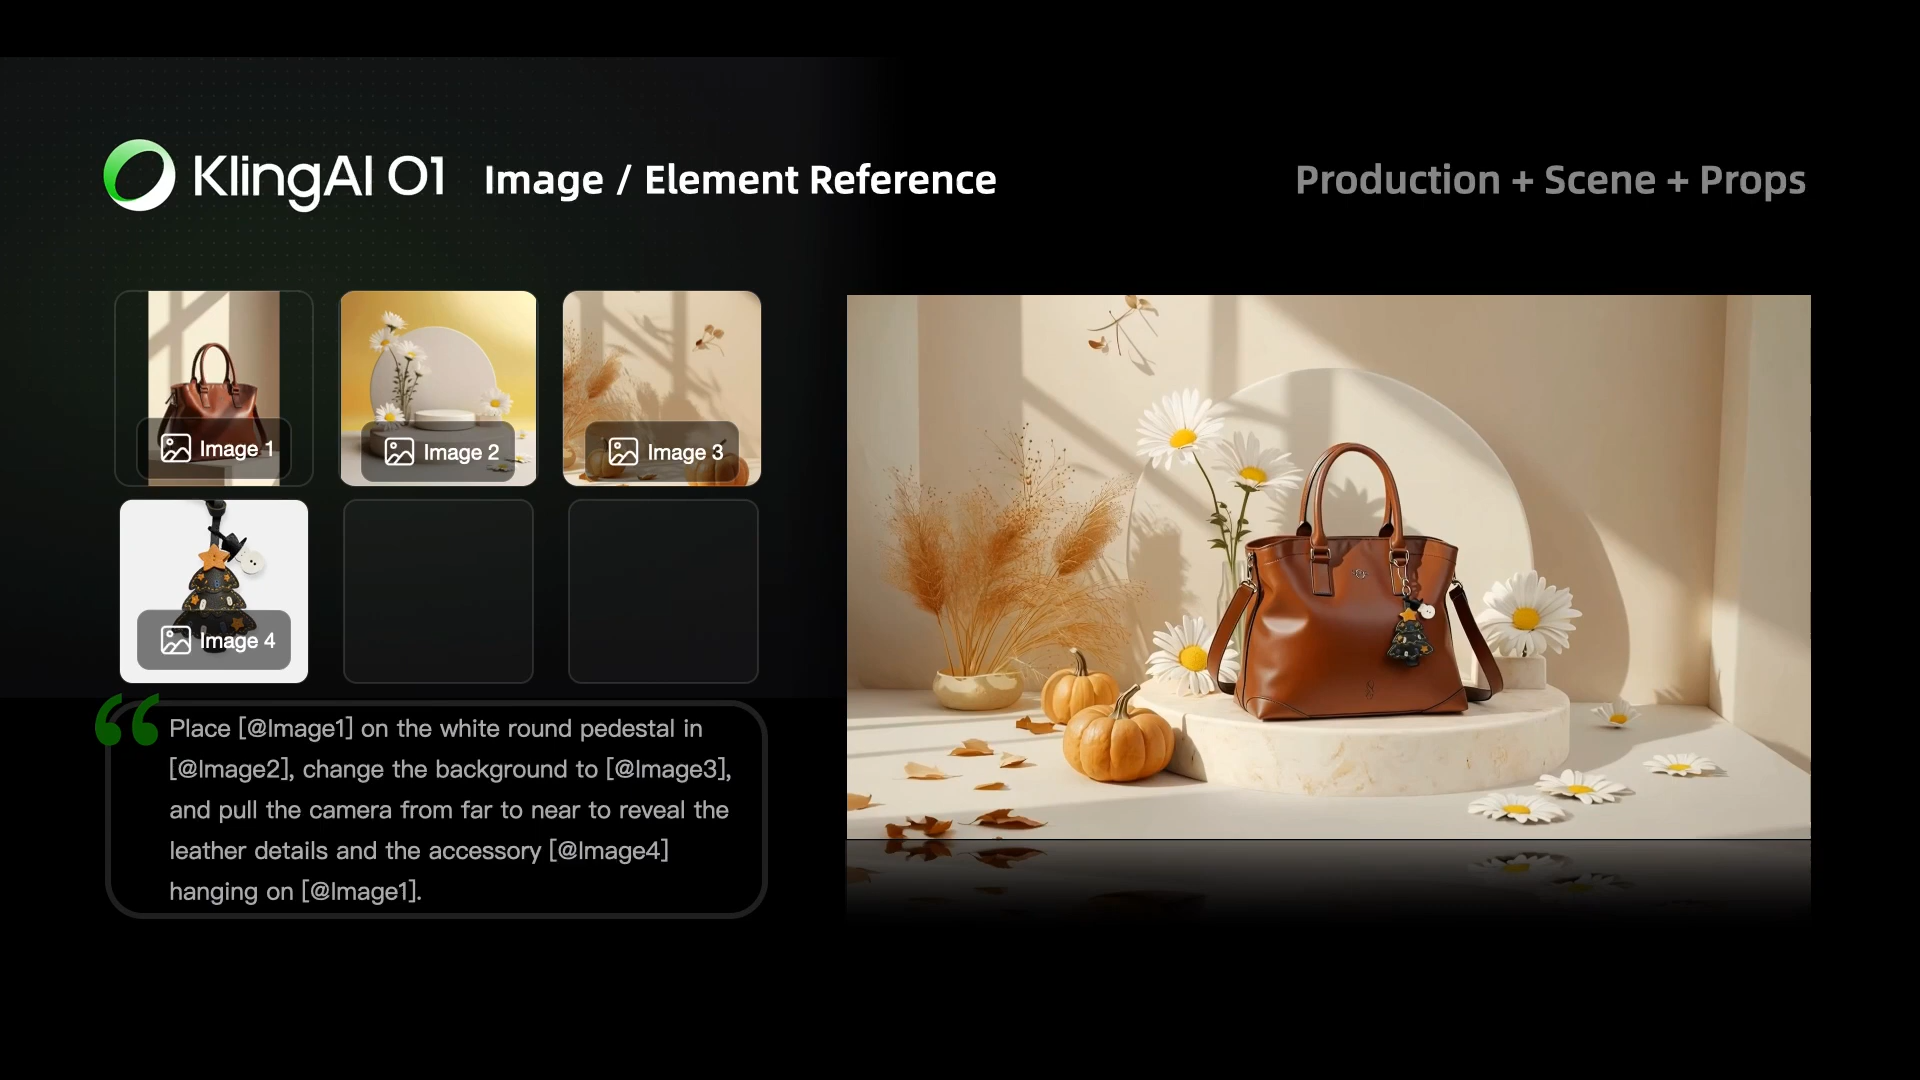 KlingAI O1 Image / Element Reference
Production + Scene + Props
Image 1
Image 2
Image 3
Image 4
Place [@Image1] on the white round pedestal in
[@Image2], change the background to [@Image3],
and pull the camera from far to near to reveal the
leather details and the accessory [@Image4]
hanging on [@Image1].